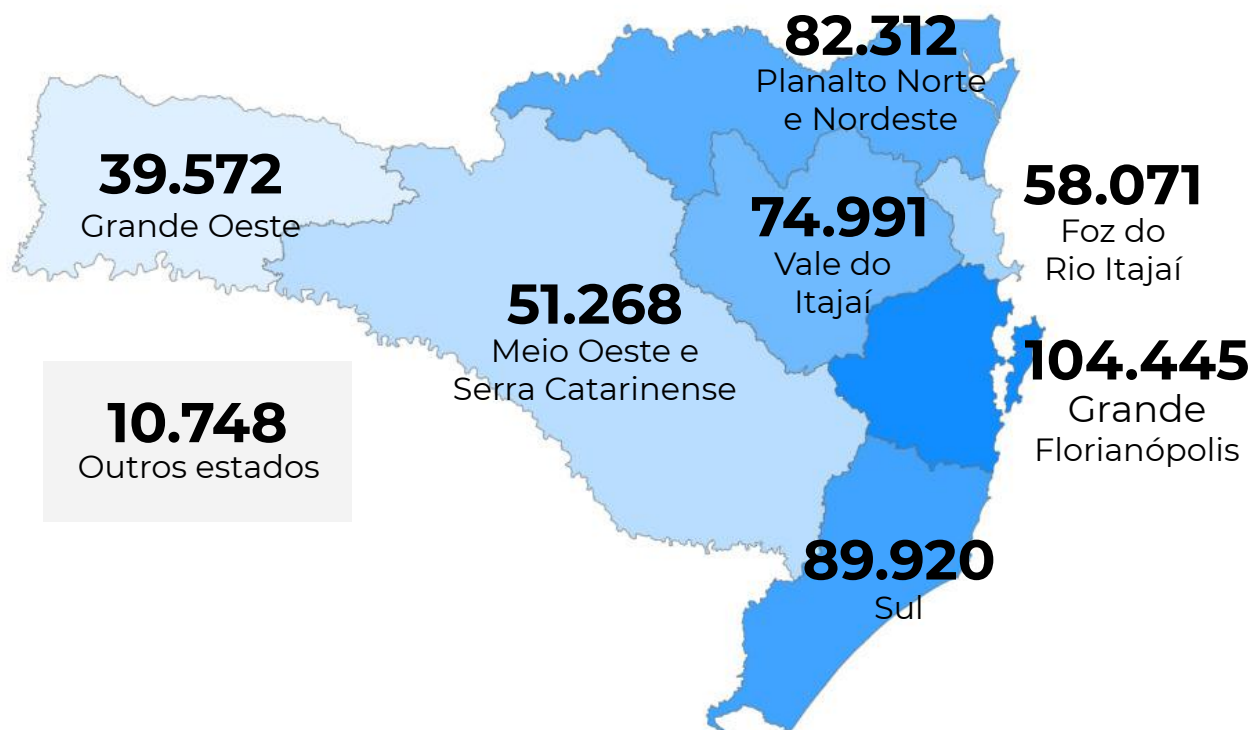 82.312
Planalto Norte
e Nordeste
39.572
Grande Oeste
74.991
Vale do
Itajaí
58.071
Foz do
Rio Itajaí
51.268
Meio Oeste e
Serra Catarinense
104.445
Grande
Florianópolis
10.748
Outros estados
89.920
Sul